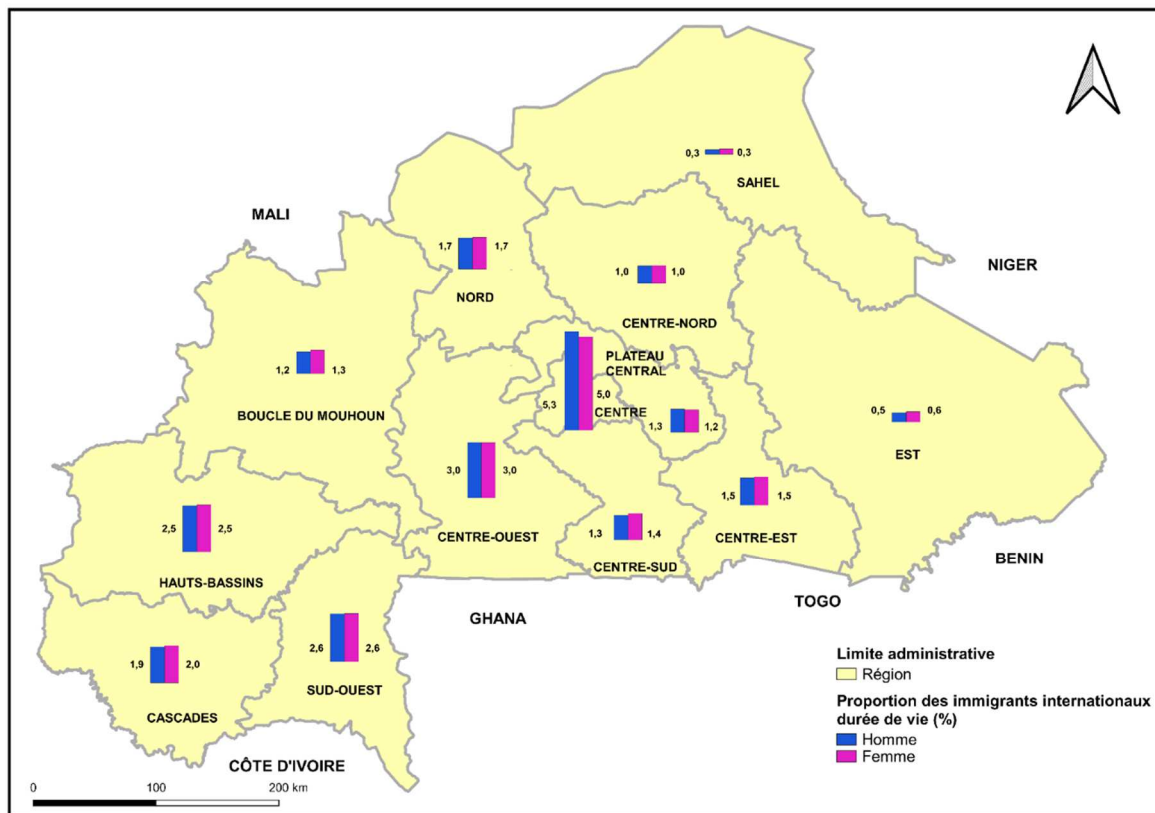 0,3 0,3
SAHEL
MALI
1,7 1,7
NORD
NIGER
1,0 1,0
CENTRE-NORD
PLATEAU
CENTRAL
1,2 1,3
BOUCLE DU MOUHOUN
5,3 5,0
CENTRE
1,3 1,2
0,5 0,6
EST
3,0 3,0
CENTRE-OUEST
1,5 1,5
CENTRE-EST
2,5 2,5
HAUTS-BASSINS
1,3 1,4
CENTRE-SUD
BENIN
TOGO
GHANA
2,6 2,6
SUD-OUEST
1,9 2,0
CASCADES
CÔTE D'IVOIRE
Limite administrative
Région
Proportion des immigrants internationaux
durée de vie (%)
Homme
Femme
0 100 200 km